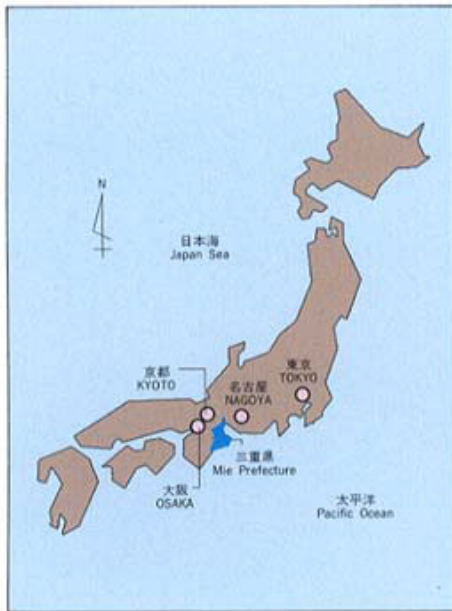 N
日本海
Japan Sea
京都
KYOTO
名古屋
NAGOYA
東京
TOKYO
三重県
Mie Prefecture
大阪
OSAKA
太平洋
Pacific Ocean